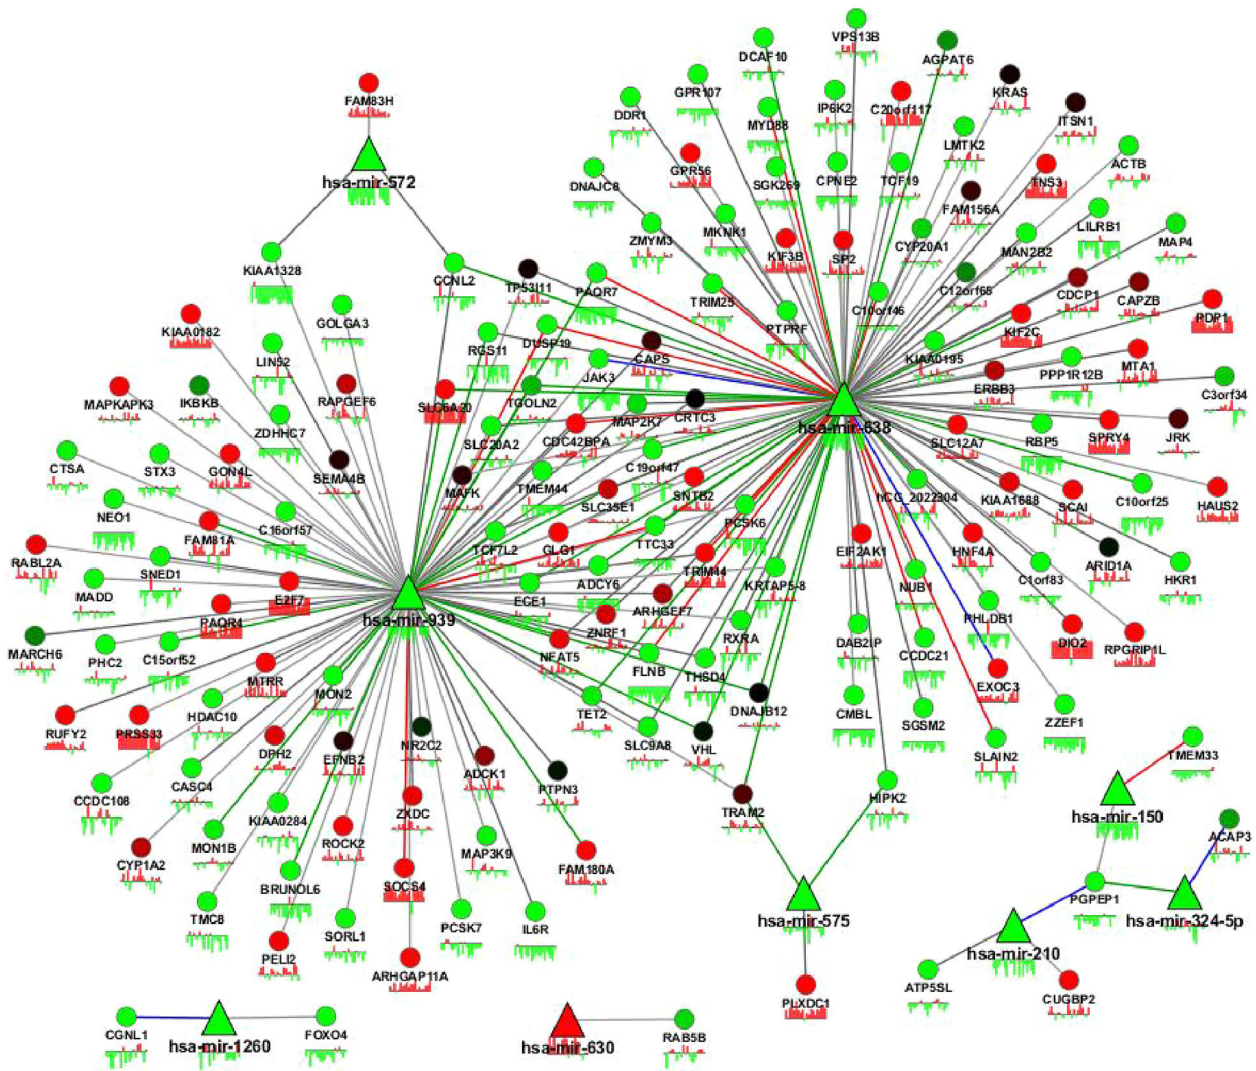 VPS13B
DCAF10
AGPAT6
GPR107
KRAS
FAM83H
IP6K2
C20orf117
DDR1
MYD88
ITSN1
LMTK2
ACTB
GPR56
hsa-mir-572
DNAJC8
SGK269
CPNE2
TCF19
TNS3
FAM156A
LILRB1
MKNK1
ZMYM3
CYP20A1
MAN2B2
MAP4
KIF3B
SP2
KIAA1328
CCNL2
TP53I11
PAQR7
TRIM25
C12orf68
CDCP1
CAPZB
C10orf46
PDP1
GOLGA3
KIAA0182
PTPRF
KIF2C
DUSP19
LIN52
RGS11
CAPS
JAK3
KIAA0195
PPP1R12B
MTA1
ERBB3
C3orf34
MAPKAPK3
IKBKB
RAPGEF6
SLC6A20
TGOLN2
MAP2K7
CRTC3
hsa-mir-638
ZDHHC7
SLC20A2
CDC42BPA
SLC12A7
RBP5
SPRY4
JRK
CTSA
STX3
GON4L
SEMA4B
MAFK
TMEM44
C19orf47
SNTB2
SLC35E1
hCG_2022304
KIAA1688
SCAI
C10orf25
HAUS2
NEO1
C16orf57
FAM81A
TCF7L2
GLG1
TTC33
PCSK6
EIF2AK1
HNF4A
ARID1A
RABL2A
SNED1
MADD
E2F7
ECE1
ADCY6
TRIM44
KRTAP5-8
NUB1
C1orf83
HKR1
hsa-mir-939
PAQR4
ARHGEF7
ZNRF1
RXRA
PHLDB1
MARCH6
PHC2
C15orf52
NFAT5
FLNB
THSD4
DAB2IP
CCDC21
DIO2
RPGRIP1L
MTRR
MON2
EXOC3
HDAC10
TET2
DNAJB12
CMBL
SGSM2
ZZEF1
RUFY2
PRSS33
DPH2
EFNB2
NR2C2
SLC9A8
VHL
SLAIN2
TMEM33
CCDC108
CASC4
ADCK1
PTPN3
ZXDC
TRAM2
HIPK2
hsa-mir-150
KIAA0284
ROCK2
ACAP3
MON1B
MAP3K9
CYP1A2
FAM180A
BRUNOL6
SOCS4
PGPEP1
TMC8
SORL1
PCSK7
IL6R
hsa-mir-575
hsa-mir-324-5p
hsa-mir-210
PELI2
ARHGAP11A
ATP5SL
CUGBP2
PLXDC1
CGNL1
hsa-mir-1260
FOXO4
hsa-mir-630
RAB5B